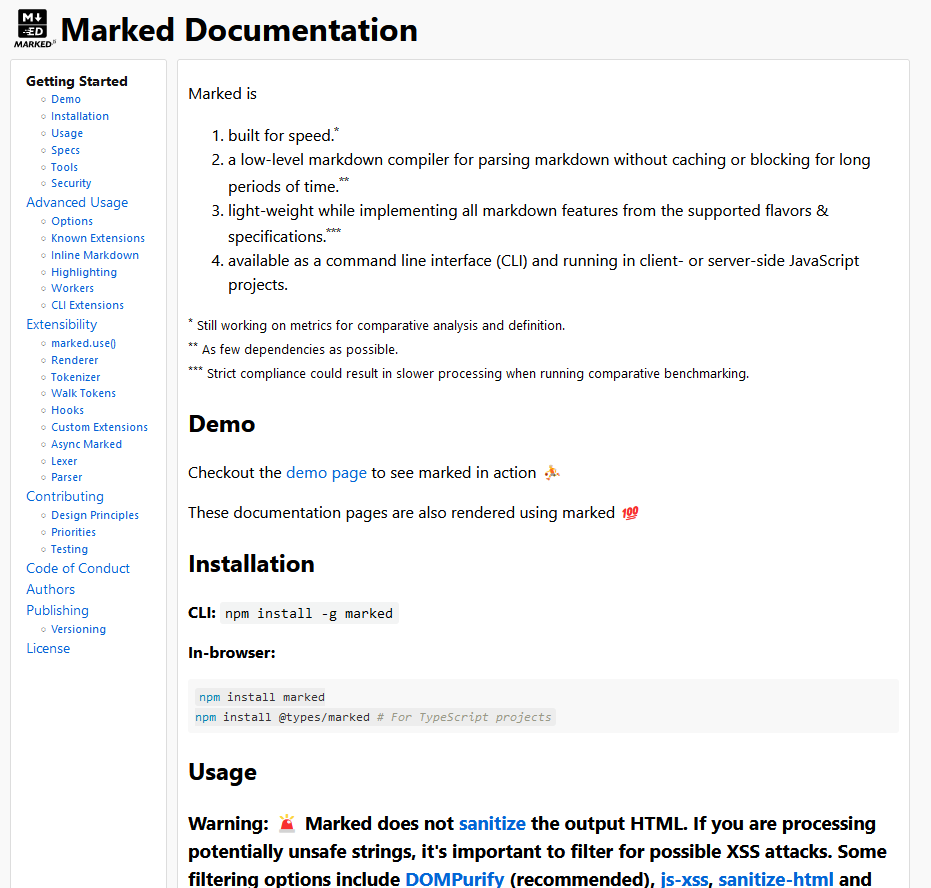 M↓
ED
MARKED
Marked Documentation
Getting Started
Demo
Installation
Usage
Specs
Tools
Security
Advanced Usage
Options
Known Extensions
Inline Markdown
Highlighting
Workers
CLI Extensions
Extensibility
marked.use()
Renderer
Tokenizer
Walk Tokens
Hooks
Custom Extensions
Async Marked
Lexer
Parser
Contributing
Design Principles
Priorities
Testing
Code of Conduct
Authors
Publishing
Versioning
License
Marked is
1. built for speed.*
2. a low-level markdown compiler for parsing markdown without caching or blocking for long
periods of time.**
3. light-weight while implementing all markdown features from the supported flavors &
specifications.***
4. available as a command line interface (CLI) and running in client- or server-side JavaScript
projects.
* Still working on metrics for comparative analysis and definition.
** As few dependencies as possible.
*** Strict compliance could result in slower processing when running comparative benchmarking.
Demo
Checkout the demo page to see marked in action ⛹️
These documentation pages are also rendered using marked 💯
Installation
CLI: npm install -g marked
In-browser:
npm install marked
npm install @types/marked # For TypeScript projects
Usage
Warning: 🚨 Marked does not sanitize the output HTML. If you are processing
potentially unsafe strings, it's important to filter for possible XSS attacks. Some
filtering options include DOMPurify (recommended), js-xss, sanitize-html and